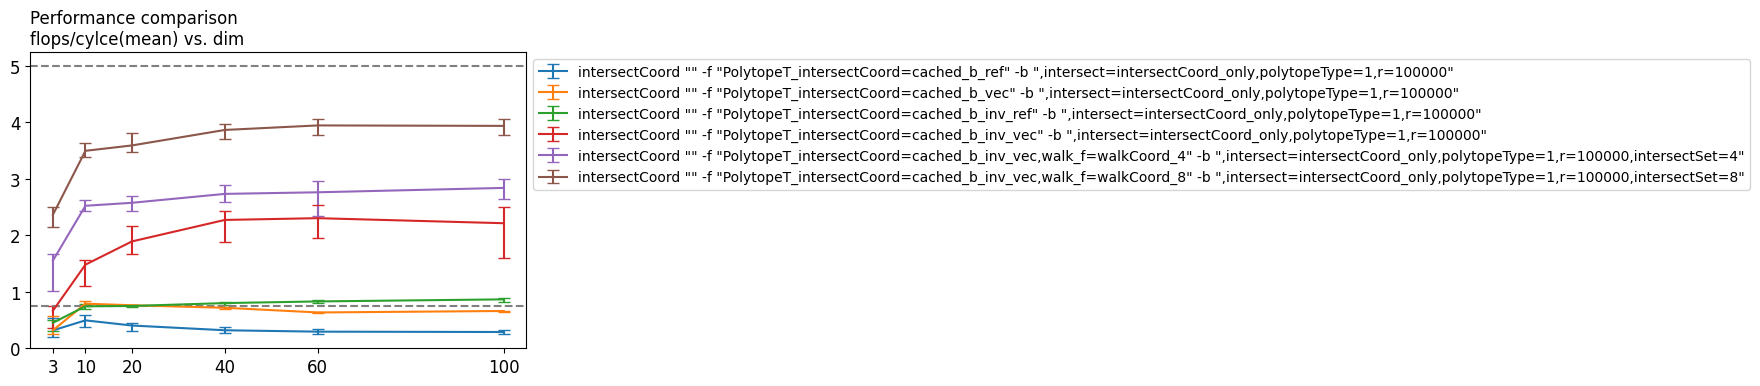 Performance comparison
flops/cylce(mean) vs. dim
5
4
3
2
1
0
3 10 20 40 60 100
intersectCoord "" -f "PolytopeT_intersectCoord=cached_b_ref" -b ",intersect=intersectCoord_only,polytopeType=1,r=100000"
intersectCoord "" -f "PolytopeT_intersectCoord=cached_b_vec" -b ",intersect=intersectCoord_only,polytopeType=1,r=100000"
intersectCoord "" -f "PolytopeT_intersectCoord=cached_b_inv_ref" -b ",intersect=intersectCoord_only,polytopeType=1,r=100000"
intersectCoord "" -f "PolytopeT_intersectCoord=cached_b_inv_vec" -b ",intersect=intersectCoord_only,polytopeType=1,r=100000"
intersectCoord "" -f "PolytopeT_intersectCoord=cached_b_inv_vec,walk_f=walkCoord_4" -b ",intersect=intersectCoord_only,polytopeType=1,r=100000,intersectSet=4"
intersectCoord "" -f "PolytopeT_intersectCoord=cached_b_inv_vec,walk_f=walkCoord_8" -b ",intersect=intersectCoord_only,polytopeType=1,r=100000,intersectSet=8"